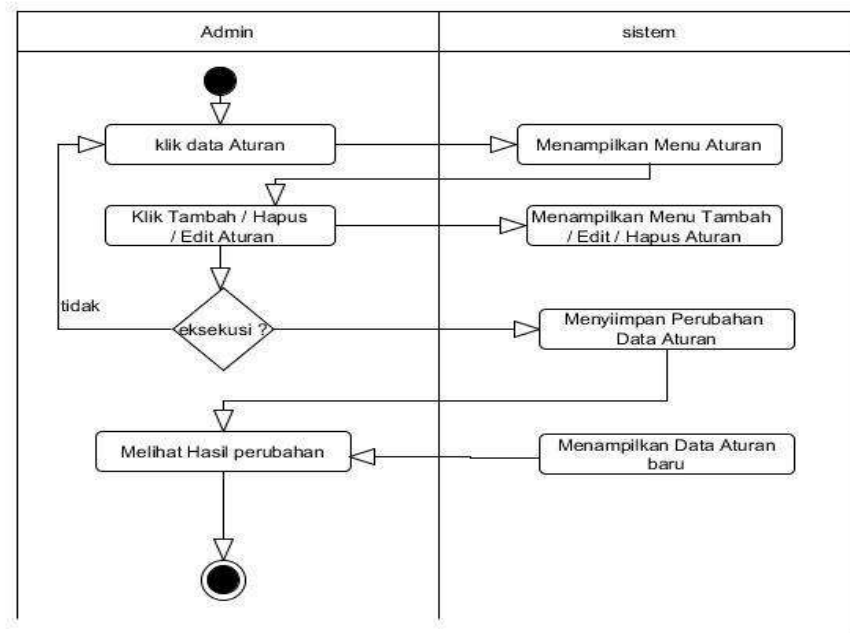 Admin
sistem
klik data Aturan
Menampilkan Menu Aturan
Klik Tambah / Hapus
/ Edit Aturan
Menampilkan Menu Tambah
/ Edit / Hapus Aturan
tidak
eksekusi ?
Menyiimpan Perubahan
Data Aturan
Melihat Hasil perubahan
Menampilkan Data Aturan
baru